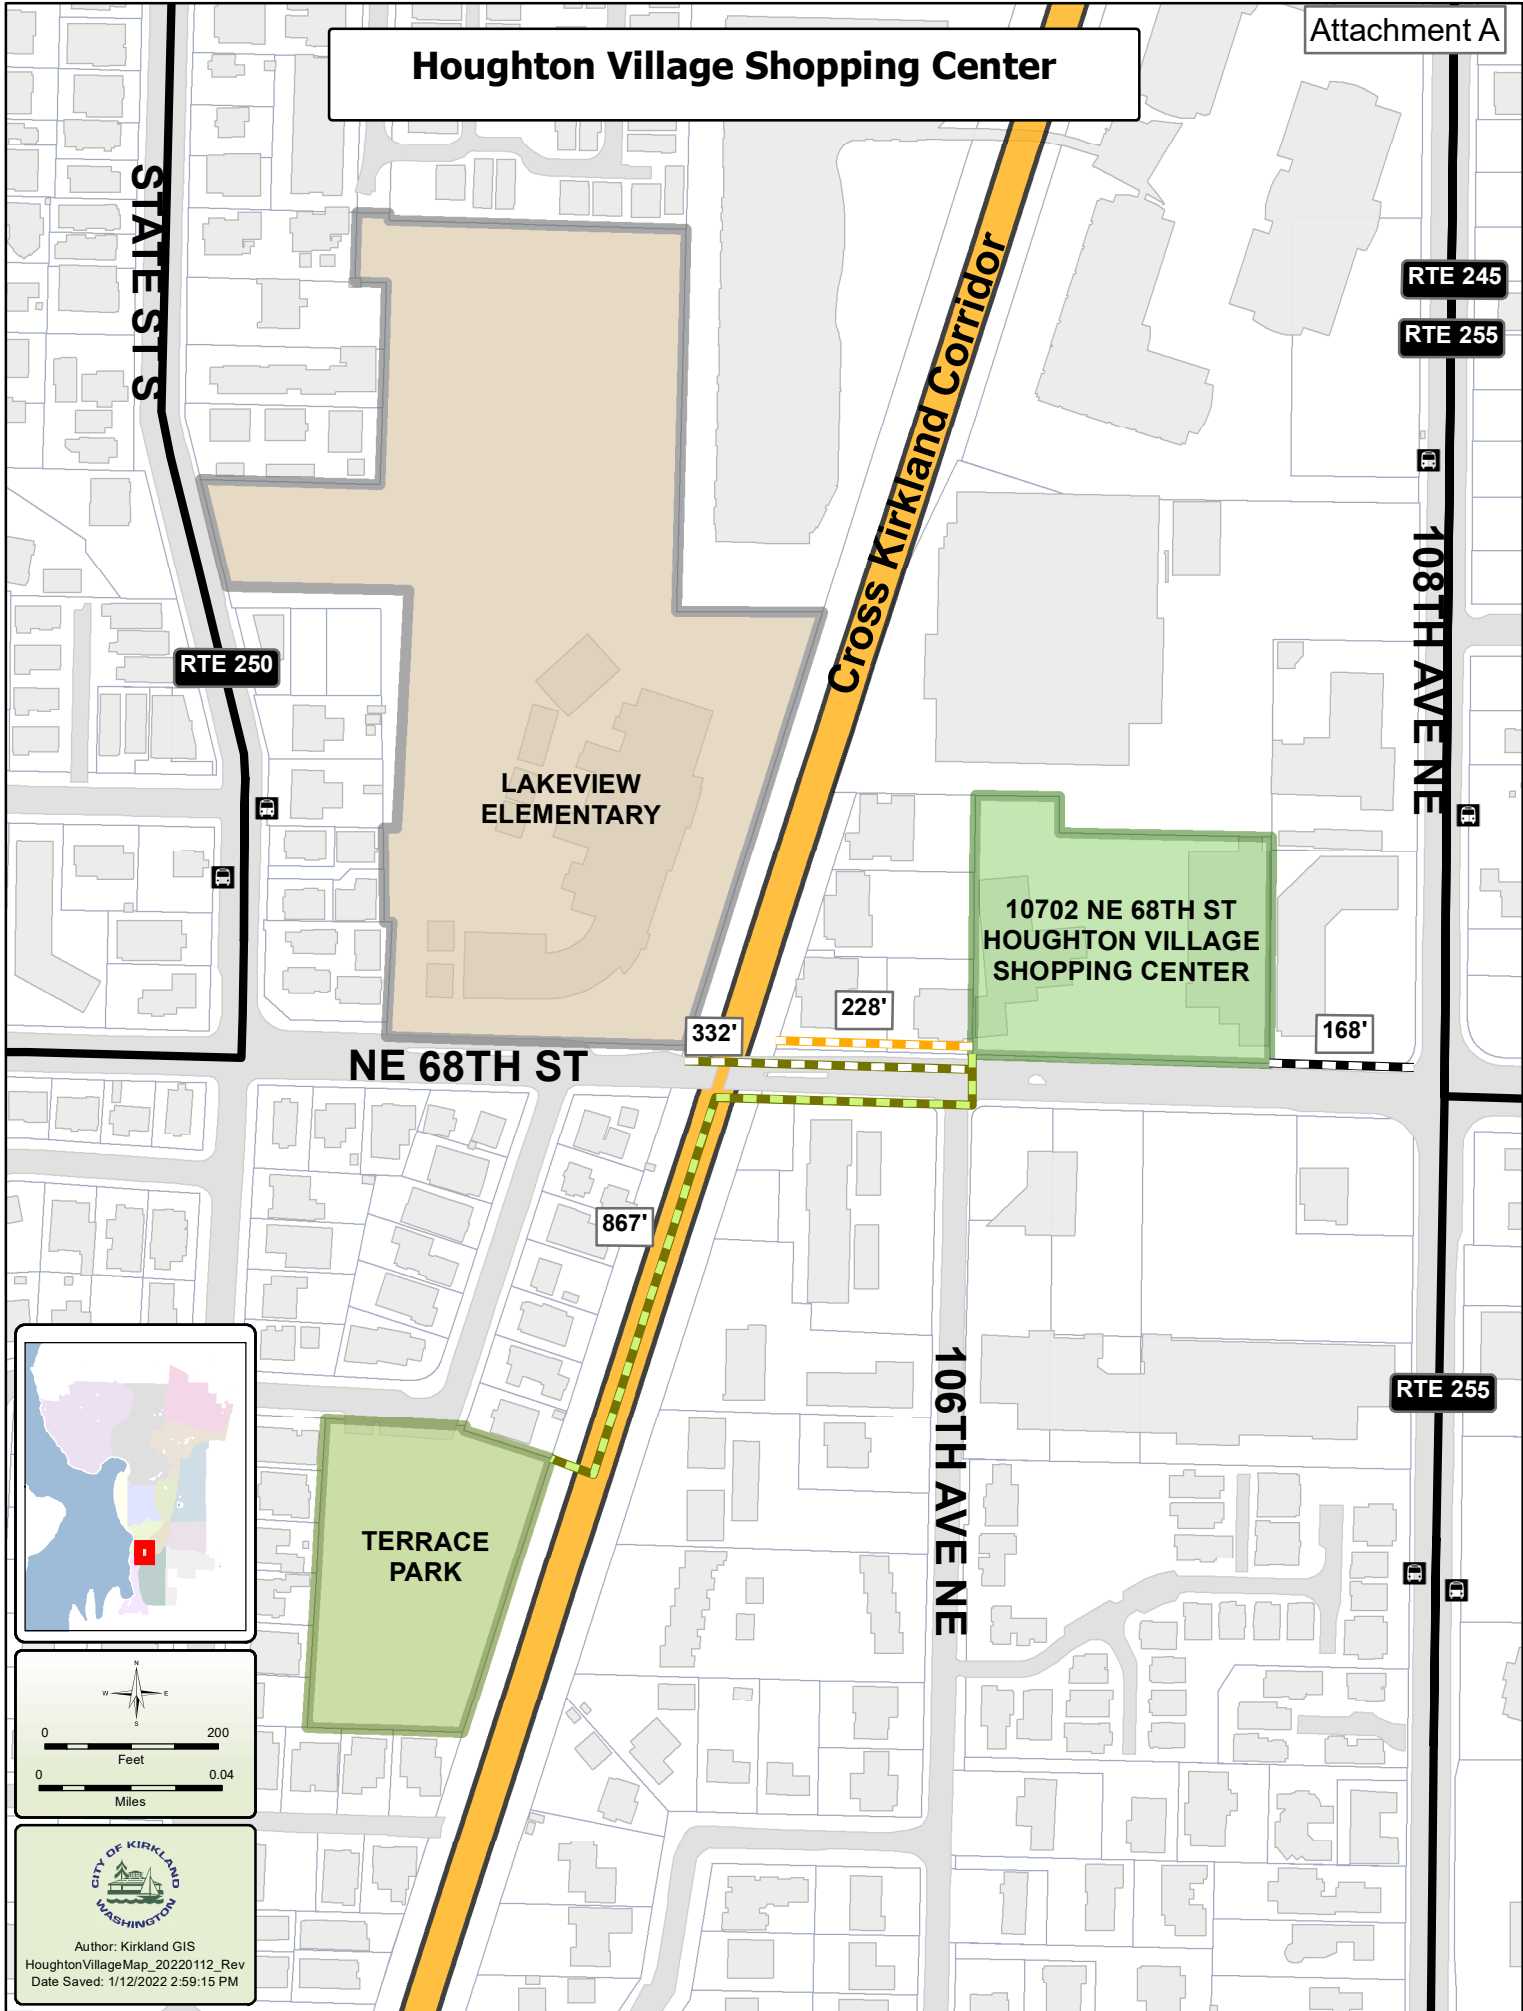 Attachment A
Houghton Village Shopping Center
STATE ST S
Cross Kirkland Corridor
RTE 245
RTE 255
108TH AVE NE
RTE 250
LAKEVIEW
ELEMENTARY
10702 NE 68TH ST
HOUGHTON VILLAGE
SHOPPING CENTER
228'
332'
168'
NE 68TH ST
867'
106TH AVE NE
RTE 255
TERRACE
PARK
N
W E
S
0 200
Feet
0 0.04
Miles
CITY OF KIRKLAND
WASHINGTON
Author: Kirkland GIS
HoughtonVillageMap_20220112_Rev
Date Saved: 1/12/2022 2:59:15 PM